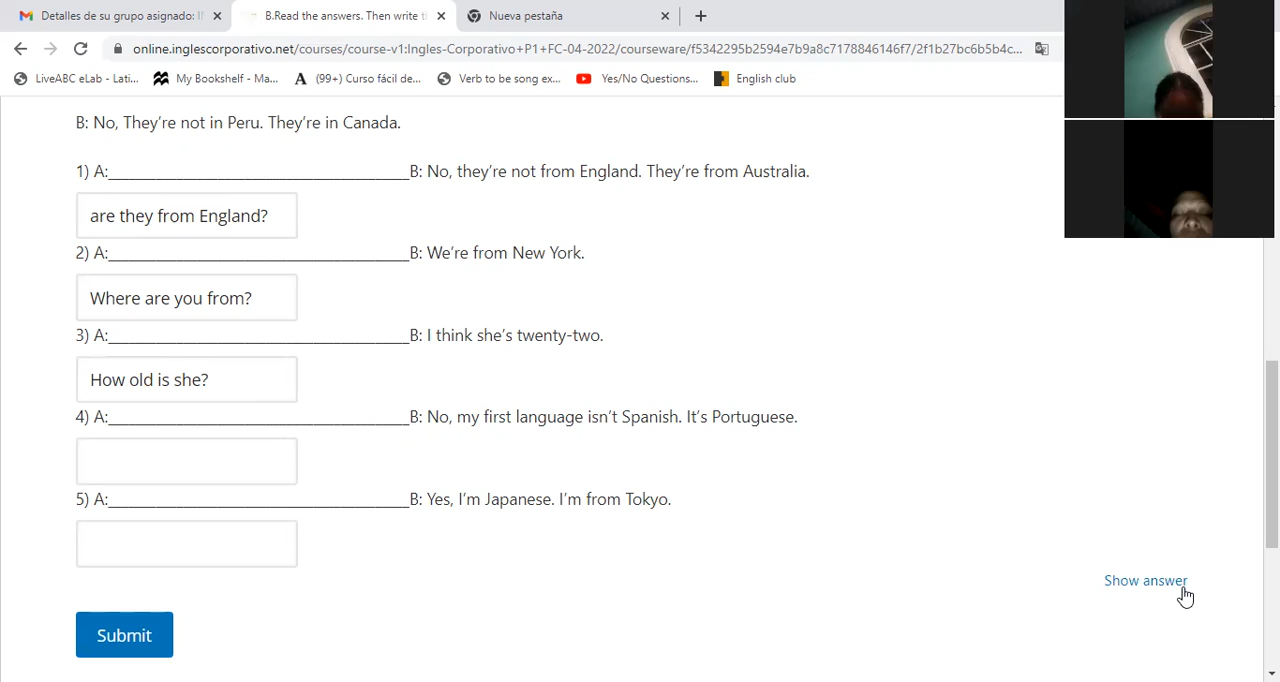 Detalles de su grupo asignado: I
B.Read the answers. Then write t
Nueva pestaña
online.inglescorporativo.net/courses/course-v1:Ingles-Corporativo+P1+FC-04-2022/courseware/f5342295b2594e7b9a8c7178846146f7/2f1b27bc6b5b4c...
LiveABC eLab - Lati...
My Bookshelf - Ma...
(99+) Curso fácil de...
Verb to be song ex...
Yes/No Questions...
English club
B: No, They're not in Peru. They're in Canada.
1) A:___________________________________B: No, they're not from England. They're from Australia.
are they from England?
2) A:___________________________________B: We're from New York.
Where are you from?
3) A:___________________________________B: I think she's twenty-two.
How old is she?
4) A:___________________________________B: No, my first language isn't Spanish. It's Portuguese.
5) A:___________________________________B: Yes, I'm Japanese. I'm from Tokyo.
Show answer
Submit